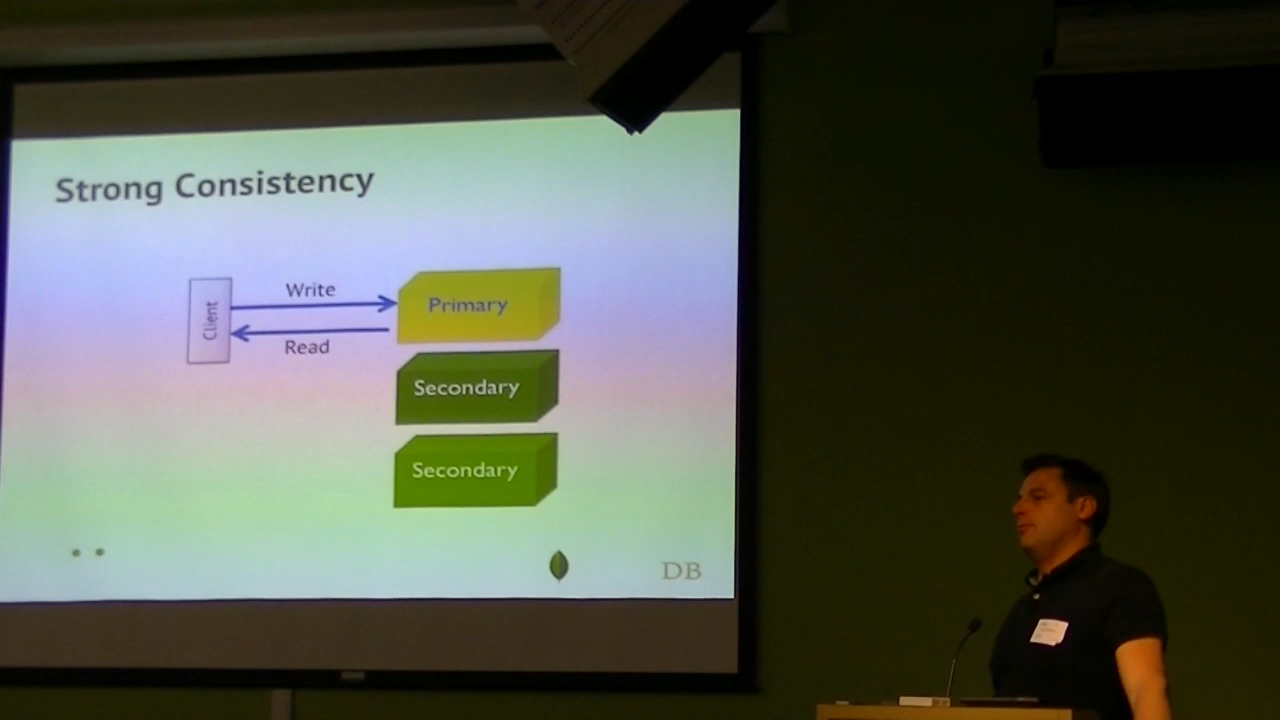 Strong Consistency
Write
Client
Read
Primary
Secondary
Secondary
DB